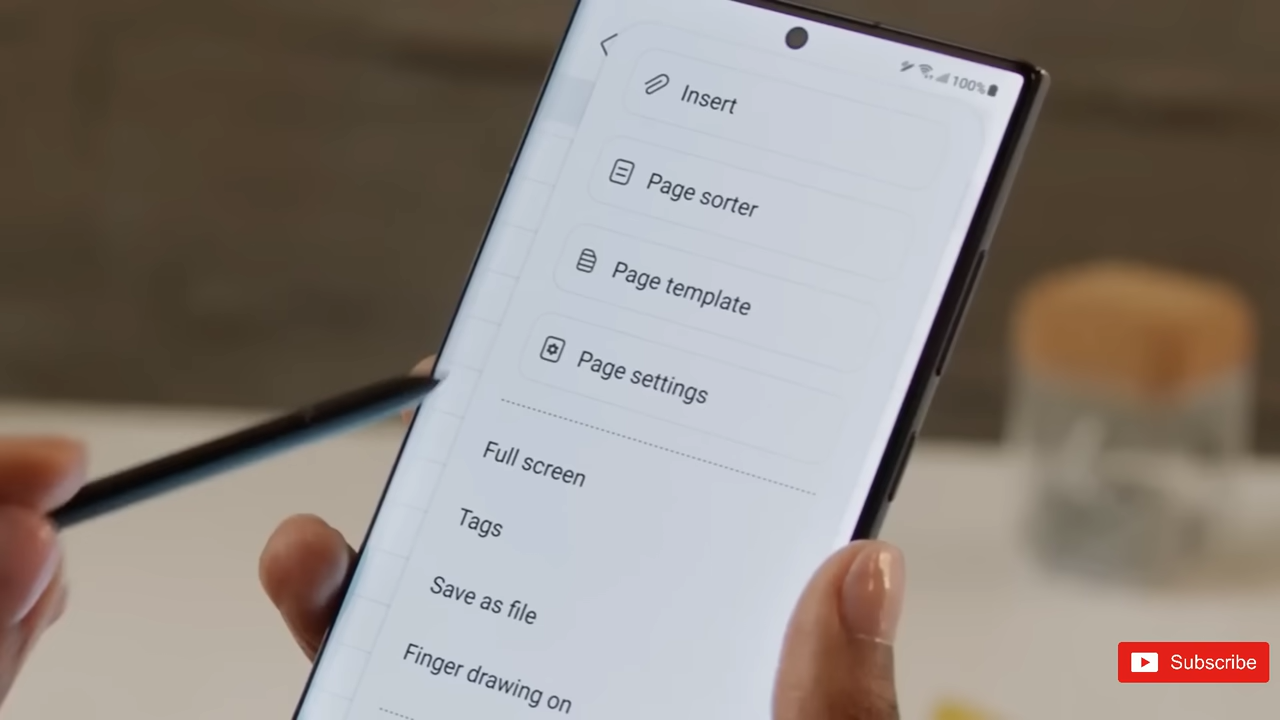 100%
Insert
Page sorter
Page template
Page settings
Full screen
Tags
Save as file
Finger drawing on
Subscribe